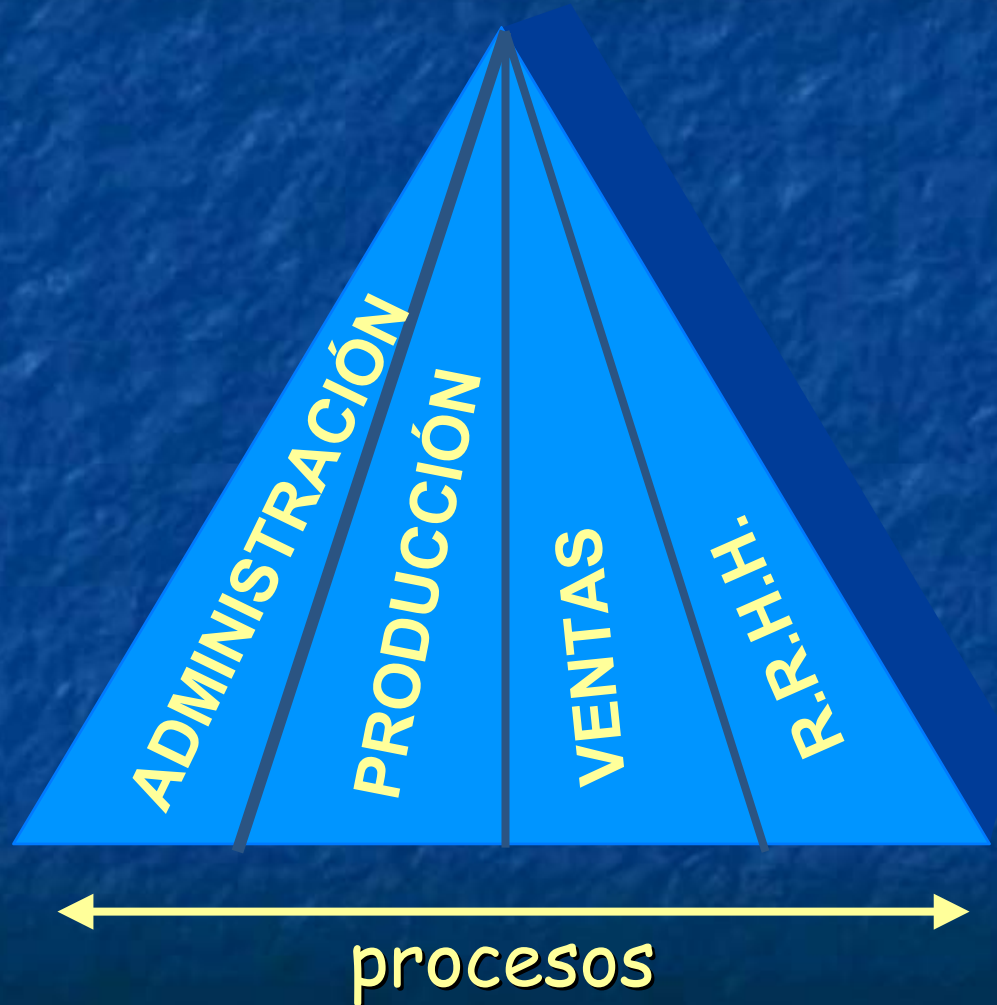 ADMINISTRACIÓN
PRODUCCIÓN
VENTAS
R.R.H.H.
procesos